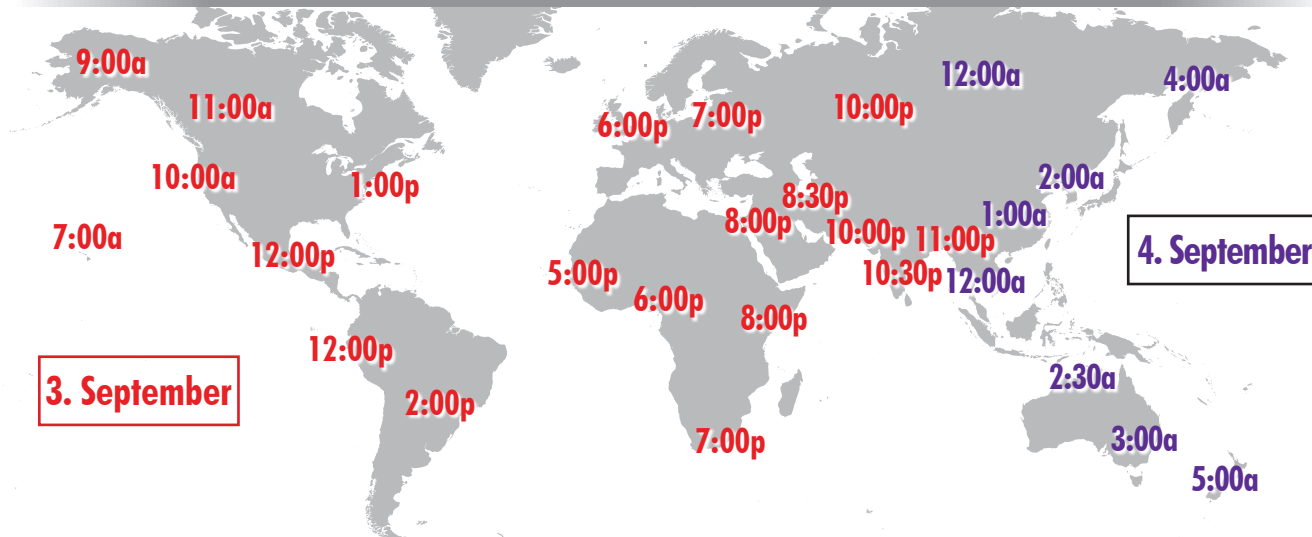 9:00a
12:00a
4:00a
11:00a
10:00p
6:00p
7:00p
10:00a
1:00p
2:00a
8:30p
1:00a
8:00p
7:00a
12:00p
10:00p
11:00p
4. September
5:00p
10:30p
12:00a
6:00p
8:00p
12:00p
3. September
2:00p
2:30a
7:00p
3:00a
5:00a